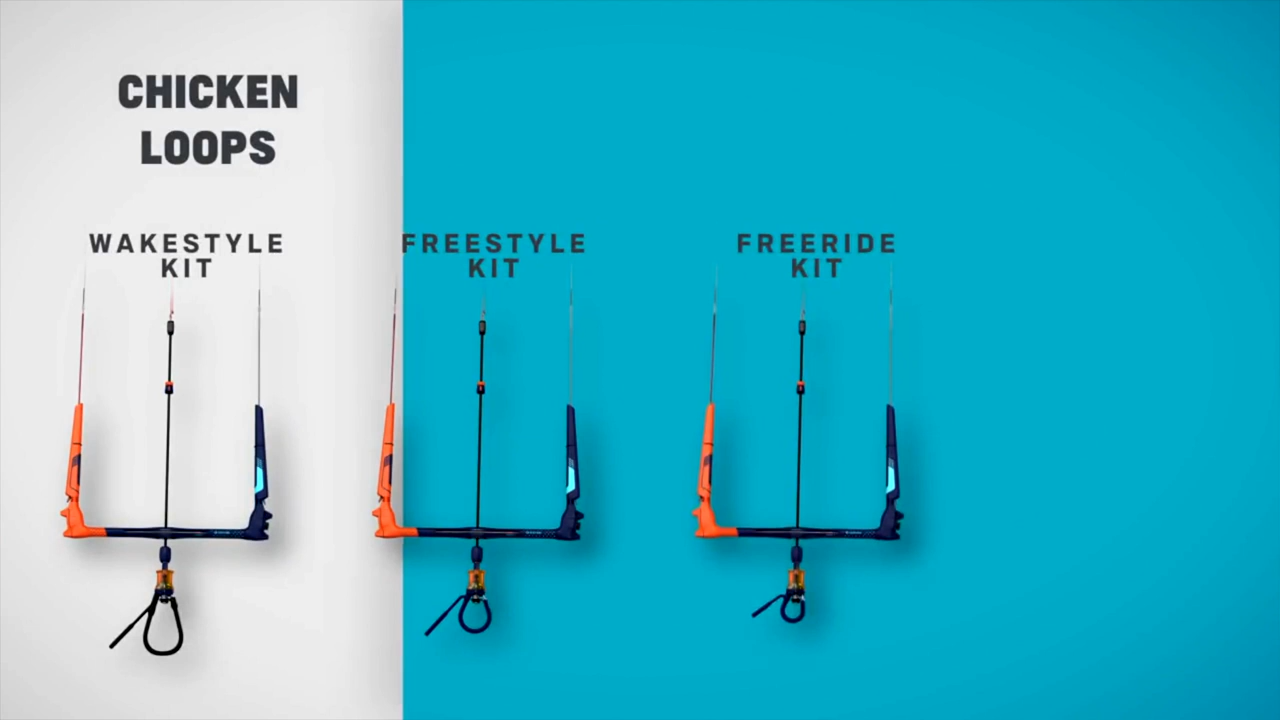 CHICKEN
LOOPS
WAKESTYLE
KIT
FREESTYLE
KIT
FREERIDE
KIT